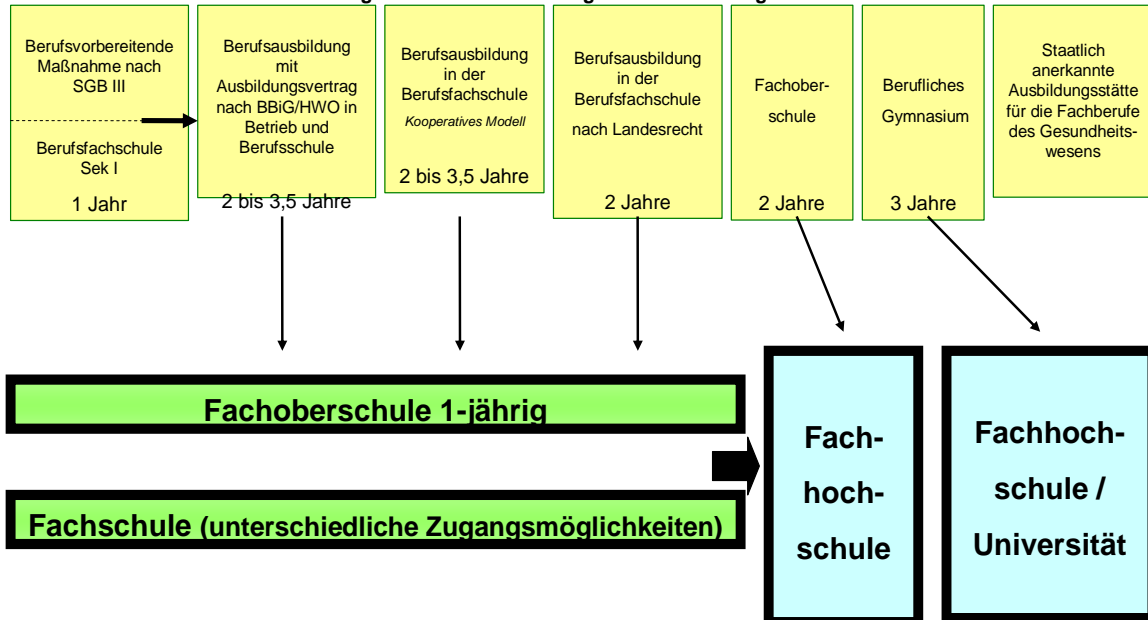 Berufsvorbereitende
Maßnahme nach
SGB III
Berufsfachschule
Sek I
1 Jahr
Berufsausbildung
mit
Ausbildungsvertrag
nach BBiG/HWO in
Betrieb und
Berufsschule
2 bis 3,5 Jahre
Berufsausbildung
in der
Berufsfachschule
Kooperatives Modell
2 bis 3,5 Jahre
Berufsausbildung
in der
Berufsfachschule
nach Landesrecht
2 Jahre
Fachober-
schule
2 Jahre
Berufliches
Gymnasium
3 Jahre
Staatlich
anerkannte
Ausbildungsstätte
für die Fachberufe
des Gesundheits-
wesens
Fachoberschule 1-jährig
Fachschule (unterschiedliche Zugangsmöglichkeiten)
Fach-
hoch-
schule
Fachhoch-
schule /
Universität